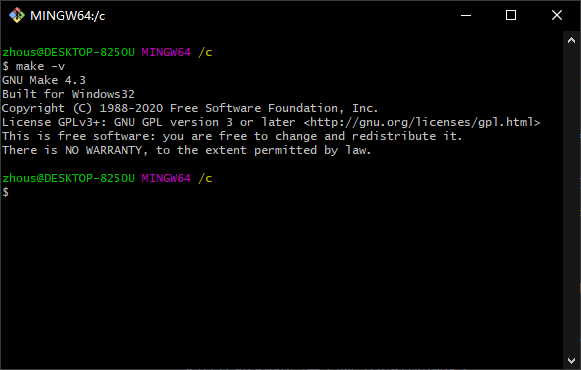 MINGW64:/c
zhous@DESKTOP-825OU MINGW64 /c
$ make -v
GNU Make 4.3
Built for Windows32
Copyright (C) 1988-2020 Free Software Foundation, Inc.
License GPLv3+: GNU GPL version 3 or later <http://gnu.org/licenses/gpl.html>
This is free software: you are free to change and redistribute it.
There is NO WARRANTY, to the extent permitted by law.
zhous@DESKTOP-825OU MINGW64 /c
$